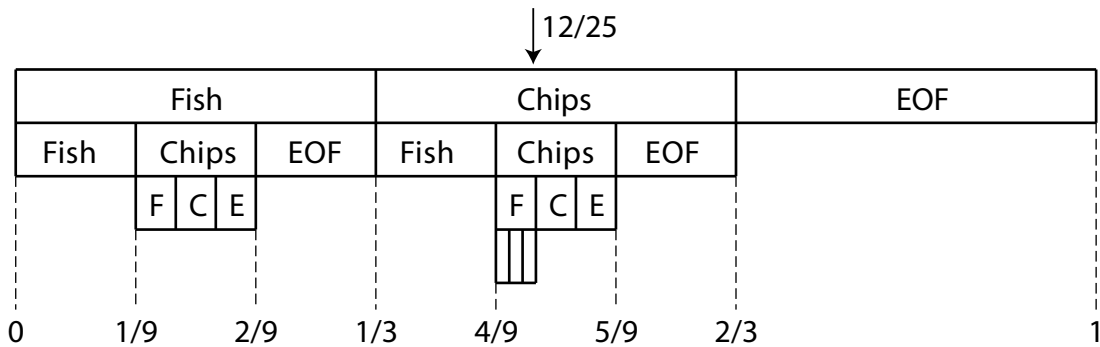 12/25
Fish Chips EOF
Fish Chips EOF Fish Chips EOF
F C E F C E
0 1/9 2/9 1/3 4/9 5/9 2/3 1